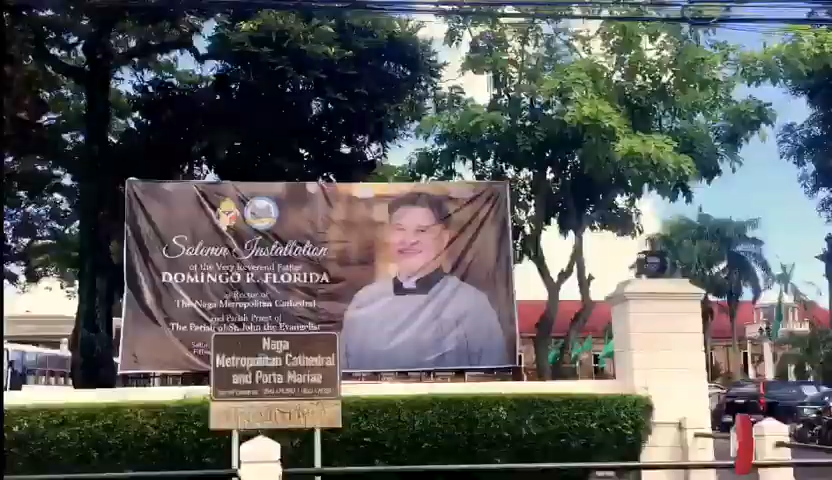 Solemn Installation
of the Very Reverend Father
DOMINGO R. FLORIDA
as Rector of
The Naga Metropolitan Cathedral
and Parish Priest of
The Parish of St. John the Evangelist
Naga
Metropolitan Cathedral
and Porta Mariae